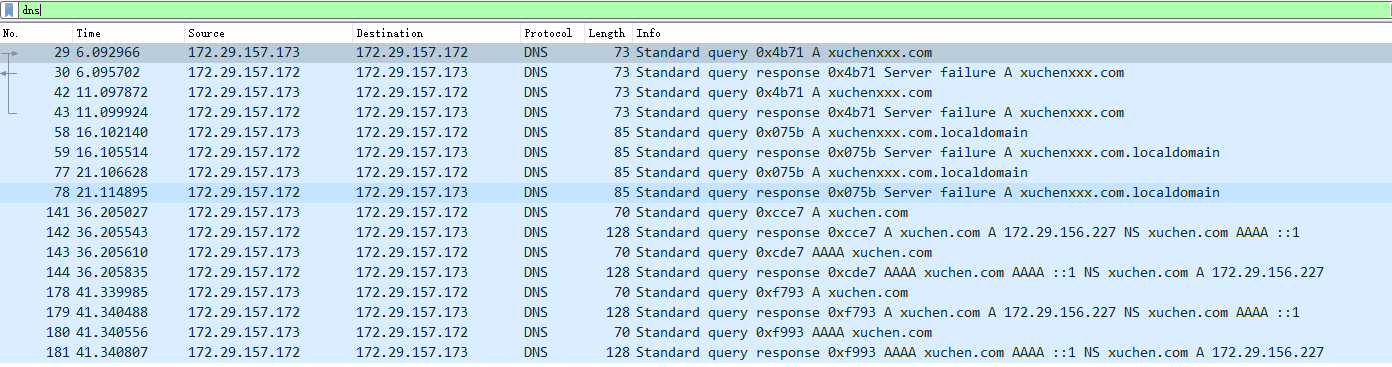 dns
No. Time Source Destination Protocol Length Info
29 6.092966 172.29.157.173 172.29.157.172 DNS 73 Standard query 0x4b71 A xuchenxxx.com
30 6.095702 172.29.157.172 172.29.157.173 DNS 73 Standard query response 0x4b71 Server failure A xuchenxxx.com
42 11.097872 172.29.157.173 172.29.157.172 DNS 73 Standard query 0x4b71 A xuchenxxx.com
43 11.099924 172.29.157.172 172.29.157.173 DNS 73 Standard query response 0x4b71 Server failure A xuchenxxx.com
58 16.102140 172.29.157.173 172.29.157.172 DNS 85 Standard query 0x075b A xuchenxxx.com.localdomain
59 16.105514 172.29.157.172 172.29.157.173 DNS 85 Standard query response 0x075b Server failure A xuchenxxx.com.localdomain
77 21.106628 172.29.157.173 172.29.157.172 DNS 85 Standard query 0x075b A xuchenxxx.com.localdomain
78 21.114895 172.29.157.172 172.29.157.173 DNS 85 Standard query response 0x075b Server failure A xuchenxxx.com.localdomain
141 36.205027 172.29.157.173 172.29.157.172 DNS 70 Standard query 0xcce7 A xuchen.com
142 36.205543 172.29.157.172 172.29.157.173 DNS 128 Standard query response 0xcce7 A xuchen.com A 172.29.156.227 NS xuchen.com AAAA ::1
143 36.205610 172.29.157.173 172.29.157.172 DNS 70 Standard query 0xcde7 AAAA xuchen.com
144 36.205835 172.29.157.172 172.29.157.173 DNS 128 Standard query response 0xcde7 AAAA xuchen.com AAAA ::1 NS xuchen.com A 172.29.156.227
178 41.339985 172.29.157.173 172.29.157.172 DNS 70 Standard query 0xf793 A xuchen.com
179 41.340488 172.29.157.172 172.29.157.173 DNS 128 Standard query response 0xf793 A xuchen.com A 172.29.156.227 NS xuchen.com AAAA ::1
180 41.340556 172.29.157.173 172.29.157.172 DNS 70 Standard query 0xf993 AAAA xuchen.com
181 41.340807 172.29.157.172 172.29.157.173 DNS 128 Standard query response 0xf993 AAAA xuchen.com AAAA ::1 NS xuchen.com A 172.29.156.227